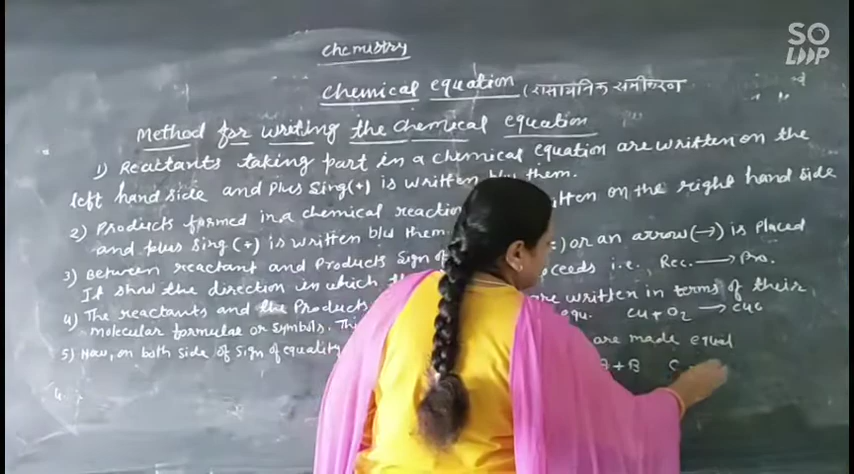 SO
LOOP
Chemistry
Chemical equation (रासायनिक समीकरण
Method for writing the chemical equation
1) Reactants taking part in a chemical equation are written on the
left hand side and plus sing (+) is written b/w them.
2) Products formed in a chemical reaction written on the right hand side
and plus sing (+) is written b/w them
3) Between reactant and products sign of =) or an arrow (→) is placed
It show the direction in which the proceeds i.e., Rec. → Pro.
4) The reactants and the Products are written in terms of their
molecular formulae or symbols. equ. Cu + O₂ →
5) Now, on both side of sign of equality are made equal
+ B